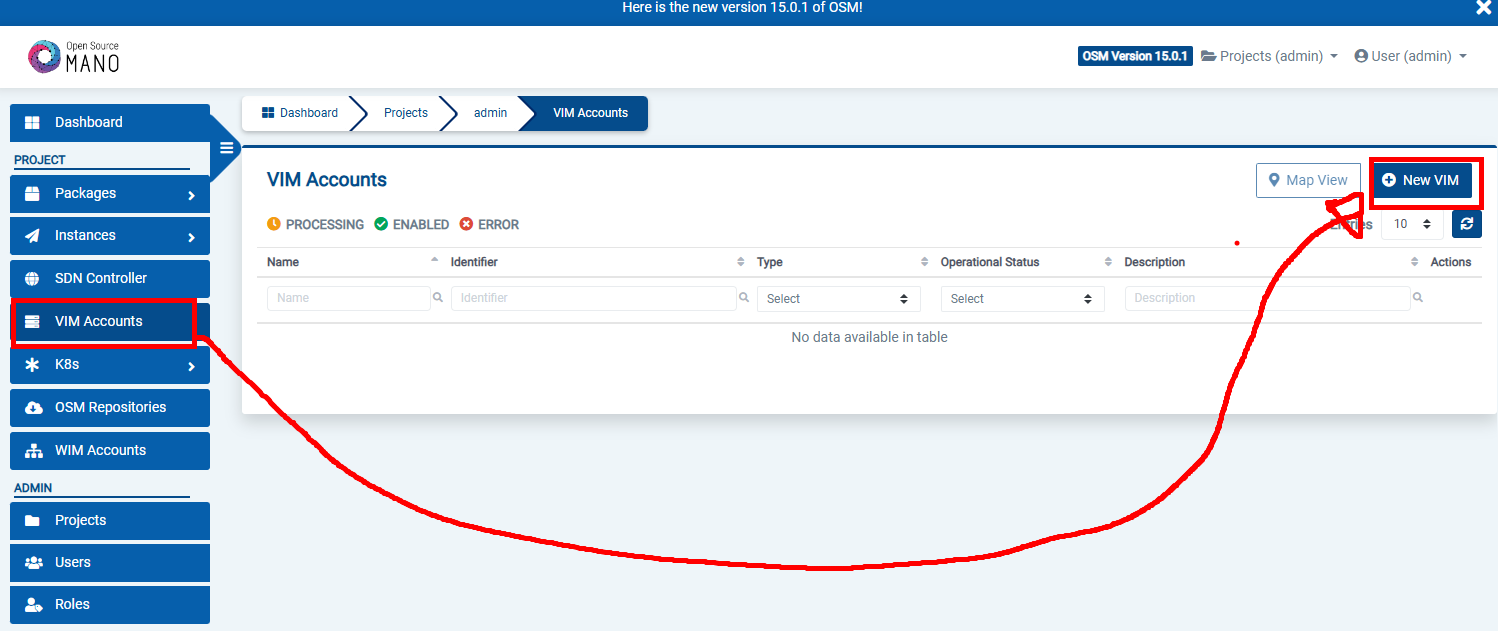 Here is the new version 15.0.1 of OSM!
Open Source
MANO
OSM Version 15.0.1 Projects (admin) User (admin)
Dashboard
PROJECT
Packages
Instances
SDN Controller
VIM Accounts
K8s
OSM Repositories
WIM Accounts
ADMIN
Projects
Users
Roles
Dashboard Projects admin VIM Accounts
VIM Accounts
Map View New VIM
PROCESSING ENABLED ERROR
Entries 10
Name Identifier Type Operational Status Description Actions
Name Identifier Select Select Description
No data available in table